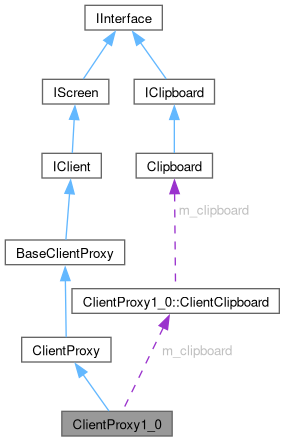 IInterface
IScreen
IClipboard
IClient
Clipboard
m_clipboard
BaseClientProxy
ClientProxy1_0::ClientClipboard
ClientProxy
m_clipboard
ClientProxy1_0